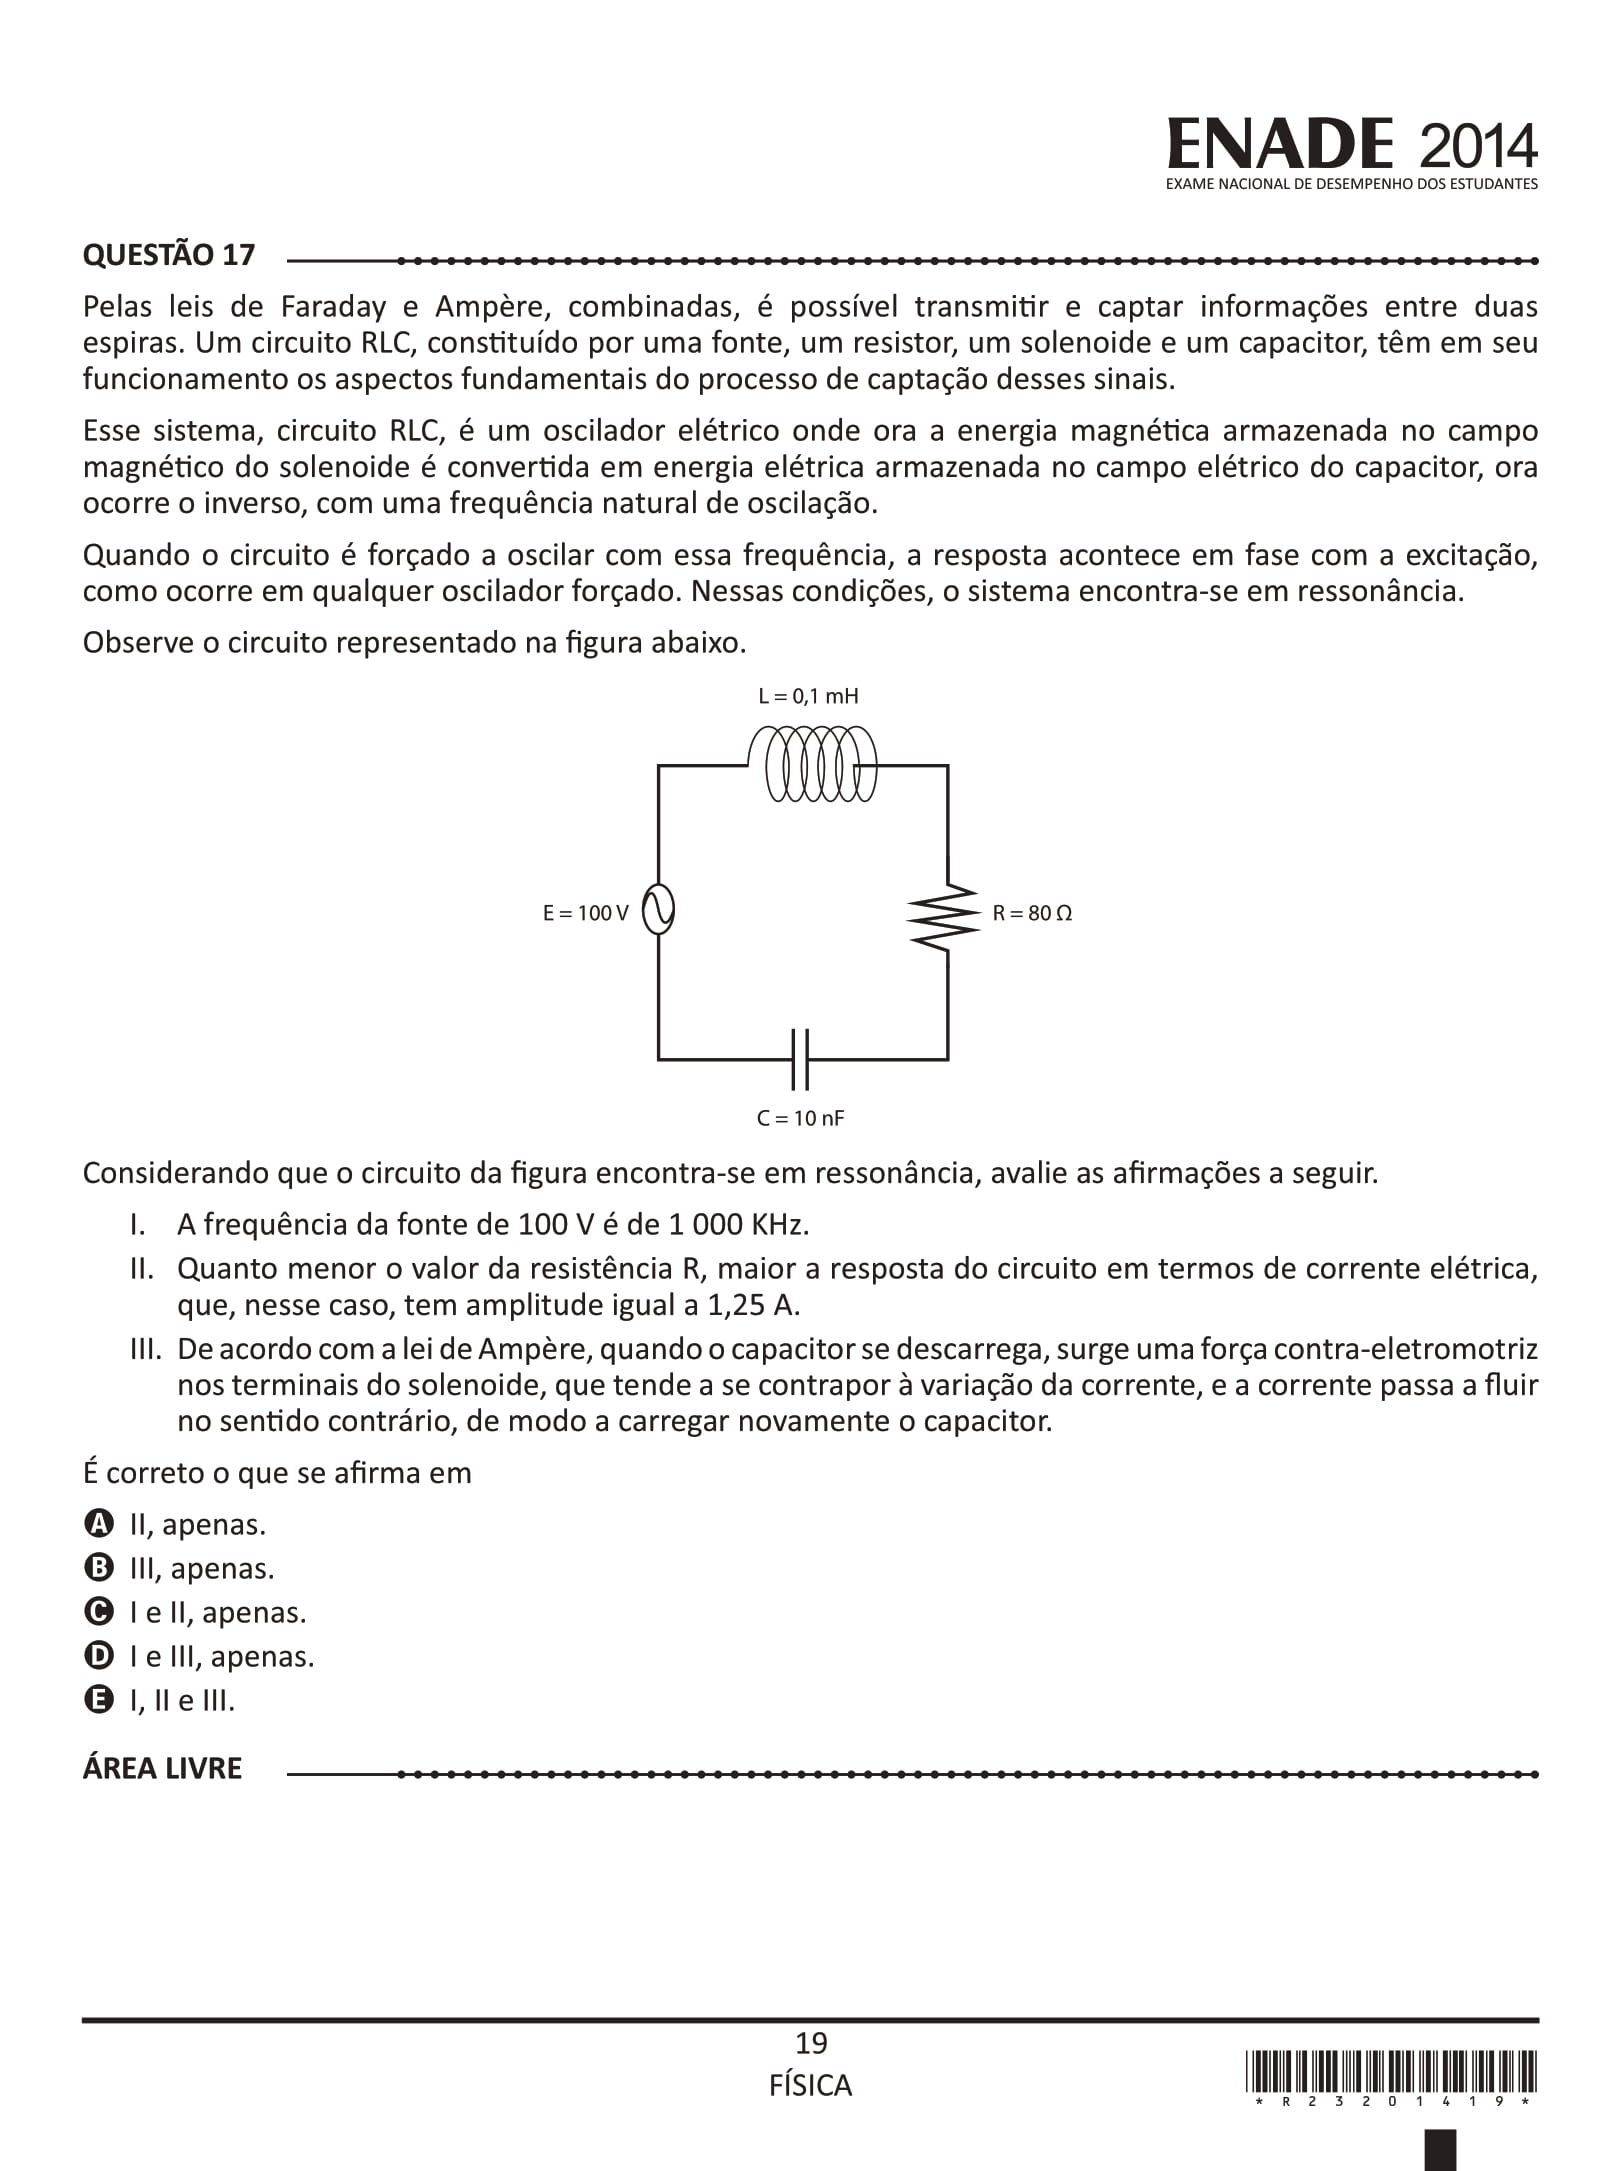 ENADE 2014
EXAME NACIONAL DE DESEMPENHO DOS ESTUDANTES
QUESTÃO 17
Pelas leis de Faraday e Ampère, combinadas, é possível transmitir e captar informações entre duas
espiras. Um circuito RLC, constituído por uma fonte, um resistor, um solenoide e um capacitor, têm em seu
funcionamento os aspectos fundamentais do processo de captação desses sinais.
Esse sistema, circuito RLC, é um oscilador elétrico onde ora a energia magnética armazenada no campo
magnético do solenoide é convertida em energia elétrica armazenada no campo elétrico do capacitor, ora
ocorre o inverso, com uma frequência natural de oscilação.
Quando o circuito é forçado a oscilar com essa frequência, a resposta acontece em fase com a excitação,
como ocorre em qualquer oscilador forçado. Nessas condições, o sistema encontra-se em ressonância.
Observe o circuito representado na figura abaixo.
L = 0,1 mH
E = 100 V
R = 80 Ω
C = 10 nF
Considerando que o circuito da figura encontra-se em ressonância, avalie as afirmações a seguir.
I. A frequência da fonte de 100 V é de 1 000 KHz.
II. Quanto menor o valor da resistência R, maior a resposta do circuito em termos de corrente elétrica,
que, nesse caso, tem amplitude igual a 1,25 A.
III. De acordo com a lei de Ampère, quando o capacitor se descarrega, surge uma força contra-eletromotriz
nos terminais do solenoide, que tende a se contrapor à variação da corrente, e a corrente passa a fluir
no sentido contrário, de modo a carregar novamente o capacitor.
É correto o que se afirma em
A II, apenas.
B III, apenas.
C I e II, apenas.
D I e III, apenas.
E I, II e III.
ÁREA LIVRE
19
FÍSICA
* R 2 3 2 0 1 4 1 9 *